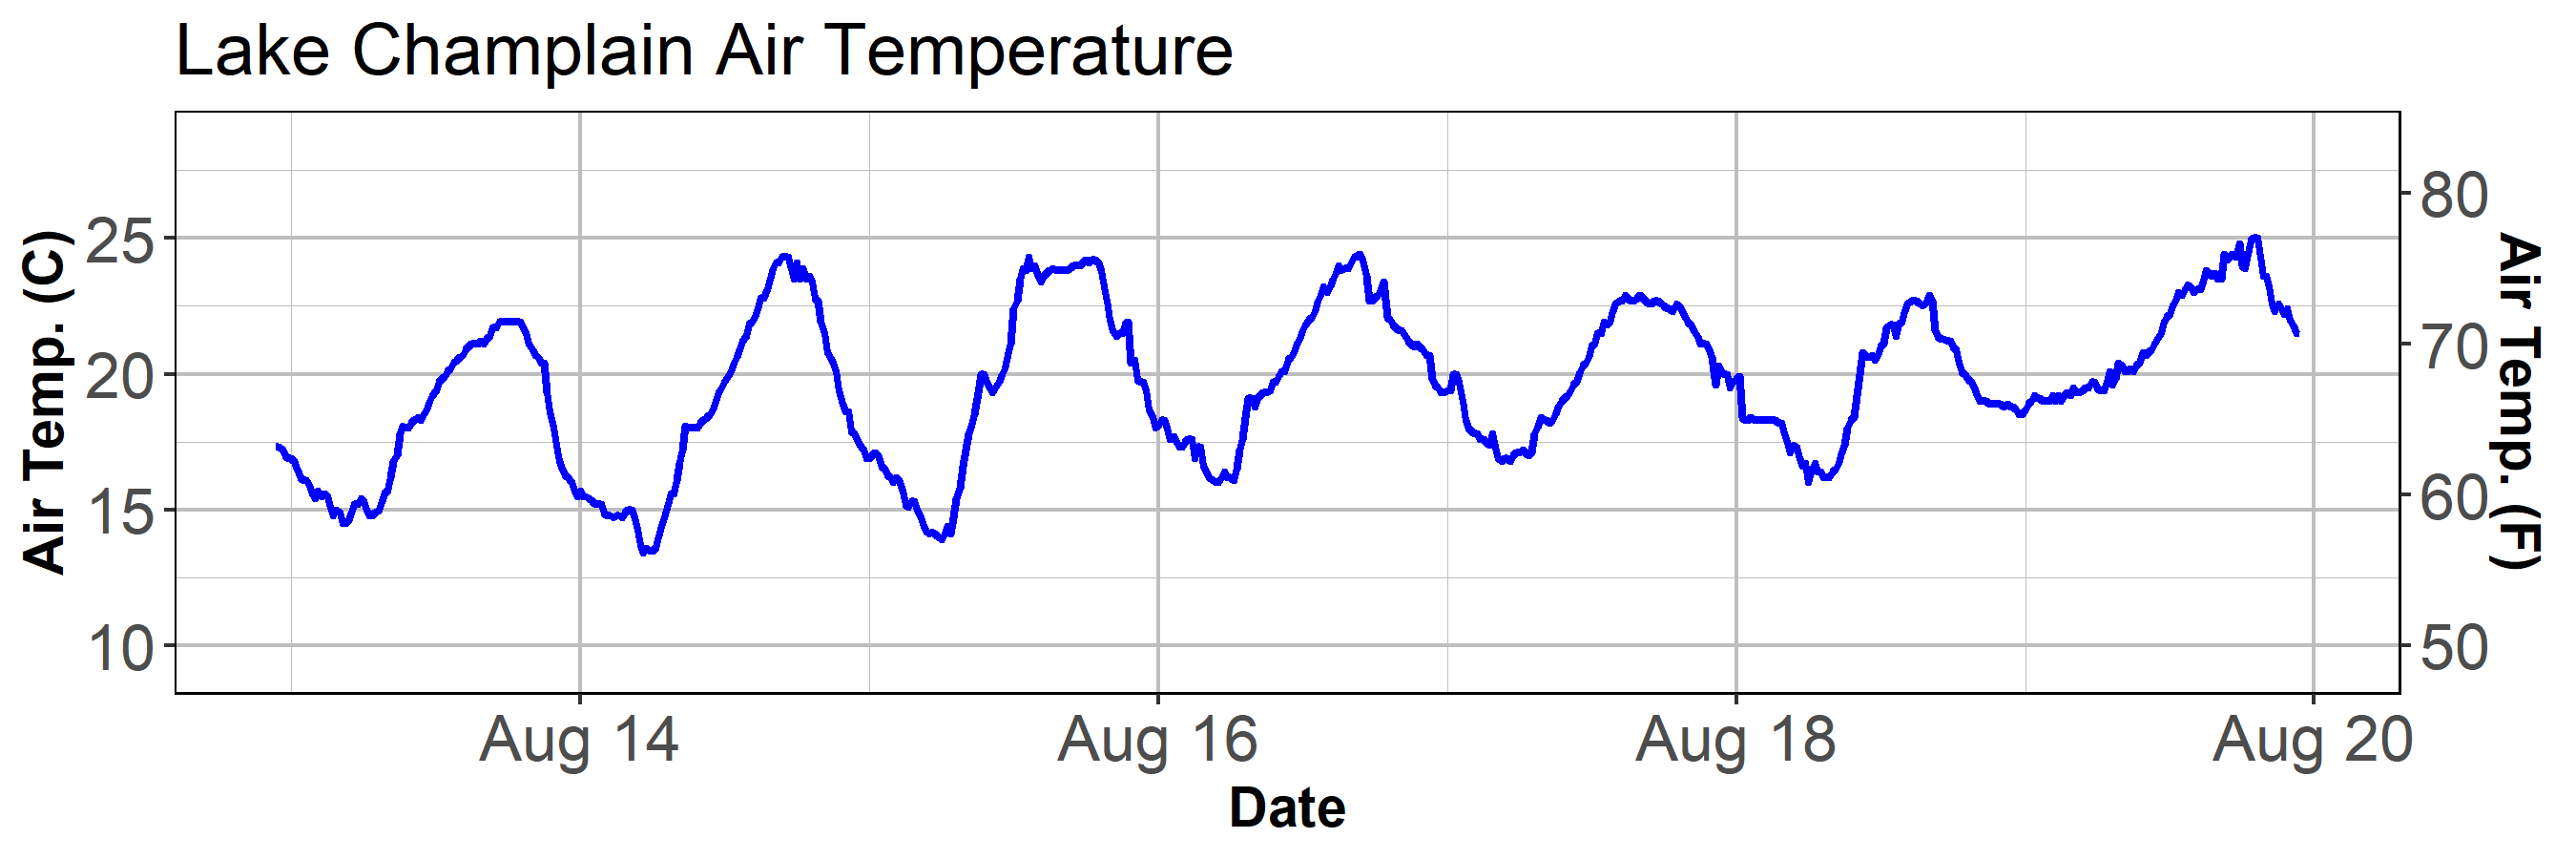 Lake Champlain Air Temperature
Air Temp. (C)
25
20
15
10
80
70
60
50
Air Temp. (F)
Aug 14
Aug 16
Aug 18
Aug 20
Date